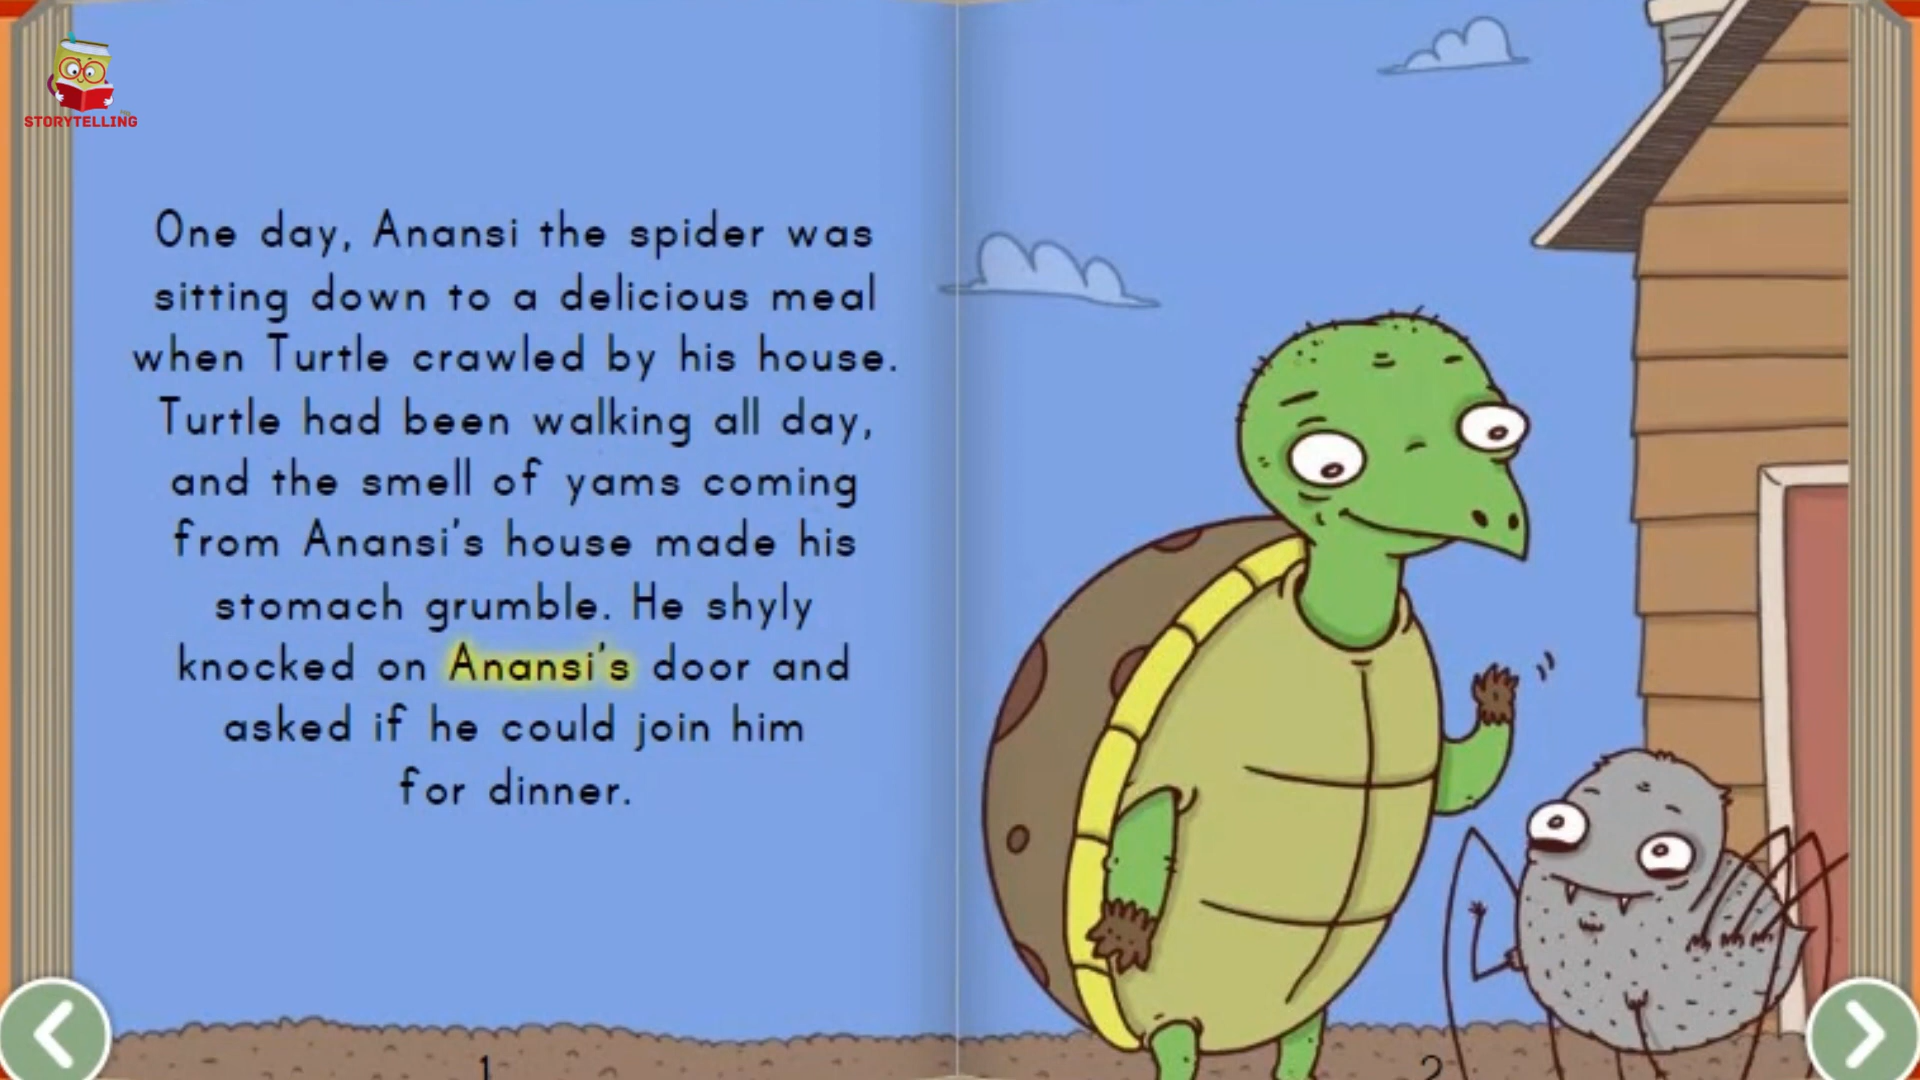 STORYTELLING
One day, Anansi the spider was
sitting down to a delicious meal
when Turtle crawled by his house.
Turtle had been walking all day,
and the smell of yams coming
from Anansi's house made his
stomach grumble. He shyly
knocked on Anansi's door and
asked if he could join him
for dinner.
1
2